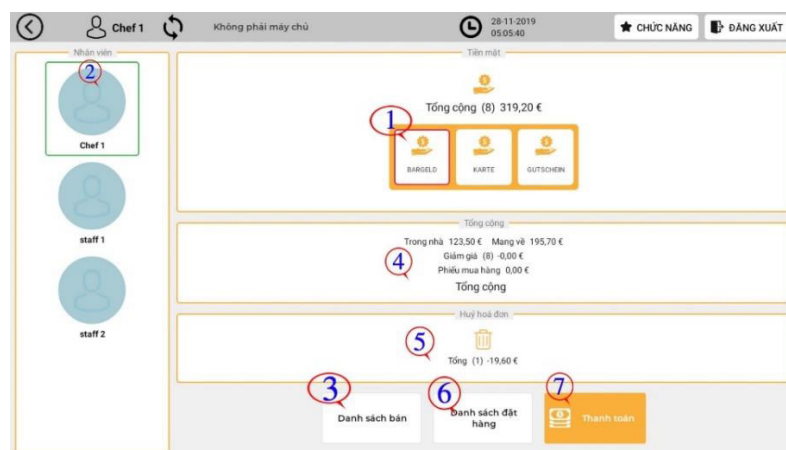 Chef 1
Không phải máy chủ
28-11-2019
05:05:40
CHỨC NĂNG
ĐĂNG XUẤT
Nhân viên
2
Chef 1
staff 1
staff 2
Tiền mặt
Tổng cộng (8) 319,20 €
1
BARGELD
KARTE
GUTSCHEIN
Tổng cộng
Trong nhà 123,50 € Mang về 195,70 €
Giảm giá (8) -0,00 €
4
Phiếu mua hàng 0,00 €
Tổng cộng
Huỷ hoá đơn
5
Tổng (1) -19,60 €
3
Danh sách bán
6
Danh sách đặt
hàng
7
Thanh toán